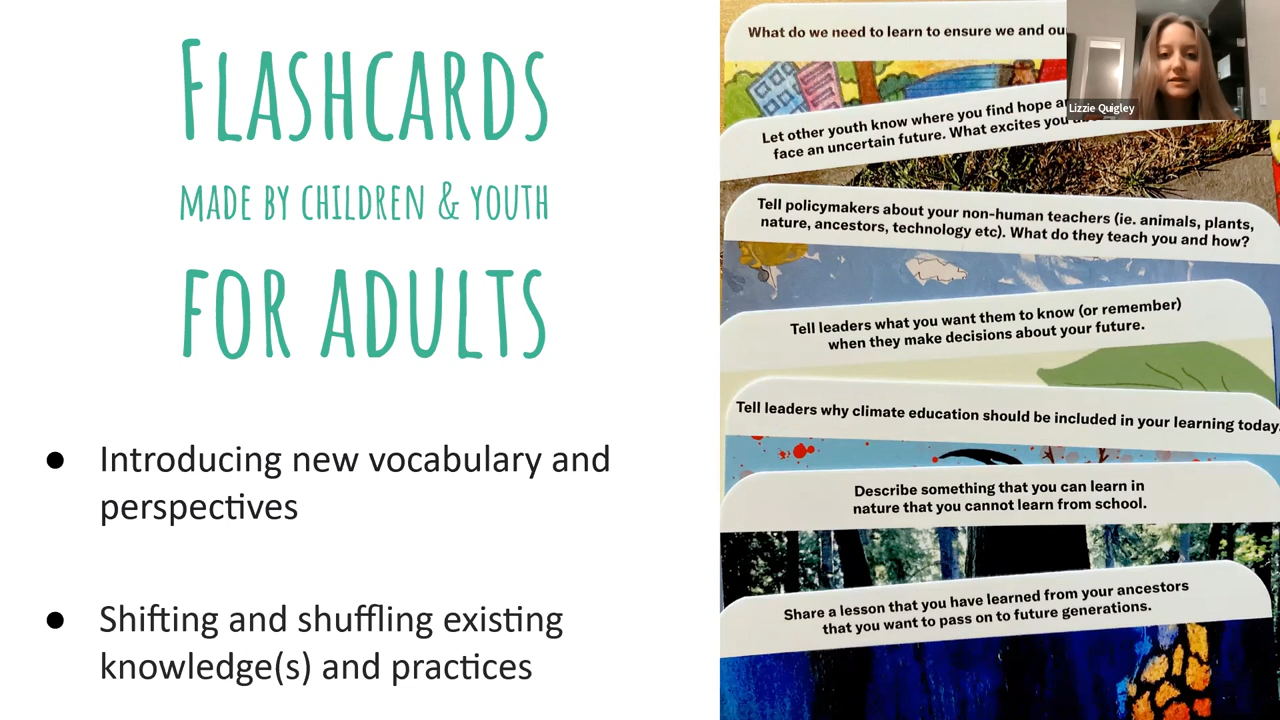 FLASHCARDS
MADE BY CHILDREN & YOUTH
FOR ADULTS
● Introducing new vocabulary and
perspectives
● Shifting and shuffling existing
knowledge(s) and practices
What do we need to learn to ensure we and
Let other youth know where you find hope
face an uncertain future. What excites you
Tell policymakers about your non-human teachers (ie. animals, plants,
nature, ancestors, technology etc). What do they teach you and how?
Tell leaders what you want them to know (or remember)
when they make decisions about your future.
Tell leaders why climate education should be included in your learning today
Describe something that you can learn in
nature that you cannot learn from school.
Share a lesson that you have learned from your ancestors
that you want to pass on to future generations.
Lizzie Quigley